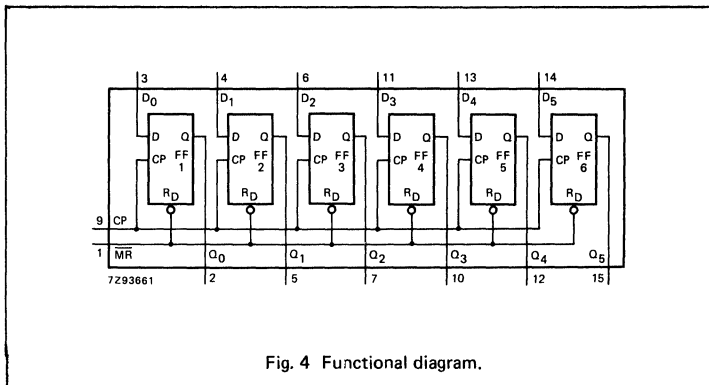 3 4 6 11 13 14
D0 D1 D2 D3 D4 D5
D Q D Q D Q D Q D Q D Q
CP FF CP FF CP FF CP FF CP FF CP FF
1 2 3 4 5 6
RD RD RD RD RD RD
9 CP
1 MR Q0 Q1 Q2 Q3 Q4 Q5
7Z93661 2 5 7 10 12 15
Fig. 4 Functional diagram.